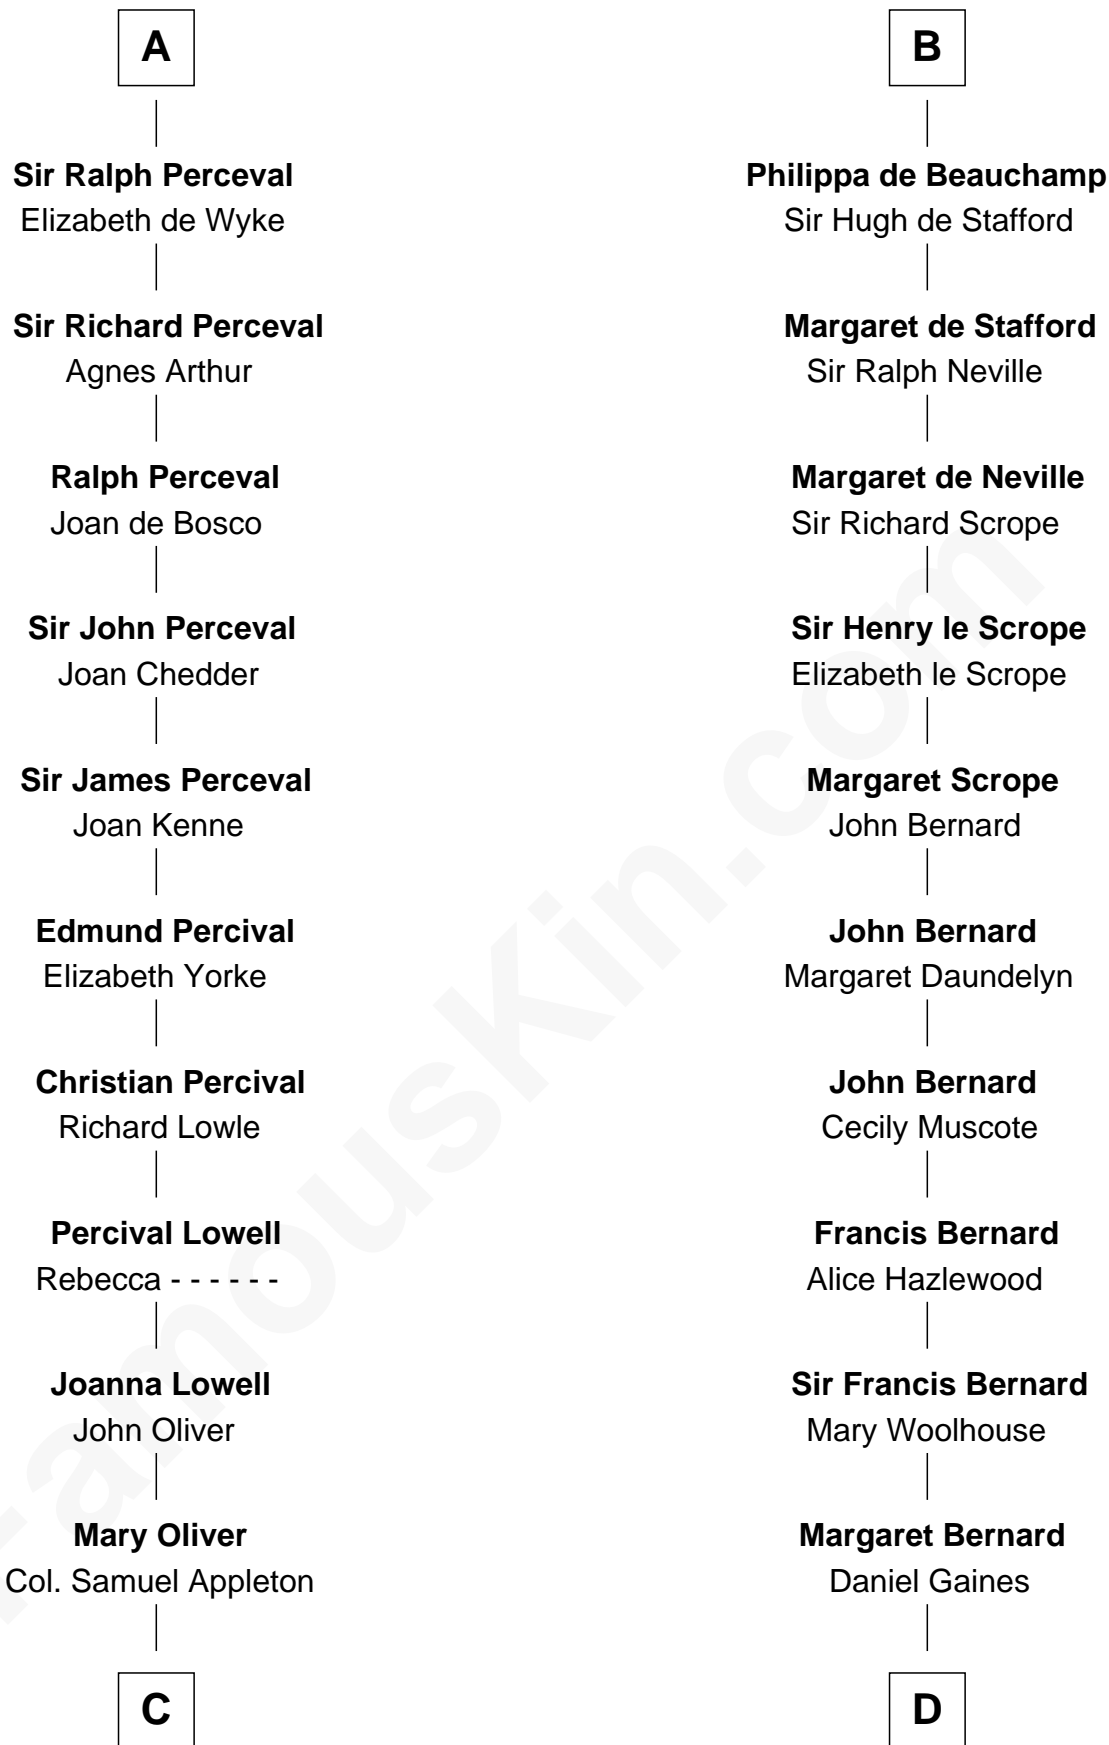 A
Sir Ralph Perceval
Elizabeth de Wyke
Sir Richard Perceval
Agnes Arthur
Ralph Perceval
Joan de Bosco
Sir John Perceval
Joan Chedder
Sir James Perceval
Joan Kenne
Edmund Percival
Elizabeth Yorke
Christian Percival
Richard Lowle
Percival Lowell
Rebecca - - - - - -
Joanna Lowell
John Oliver
Mary Oliver
Col. Samuel Appleton
C
B
Philippa de Beauchamp
Sir Hugh de Stafford
Margaret de Stafford
Sir Ralph Neville
Margaret de Neville
Sir Richard Scrope
Sir Henry le Scrope
Elizabeth le Scrope
Margaret Scrope
John Bernard
John Bernard
Margaret Daundelyn
John Bernard
Cecily Muscote
Francis Bernard
Alice Hazlewood
Sir Francis Bernard
Mary Woolhouse
Margaret Bernard
Daniel Gaines
D
FamousKin.com